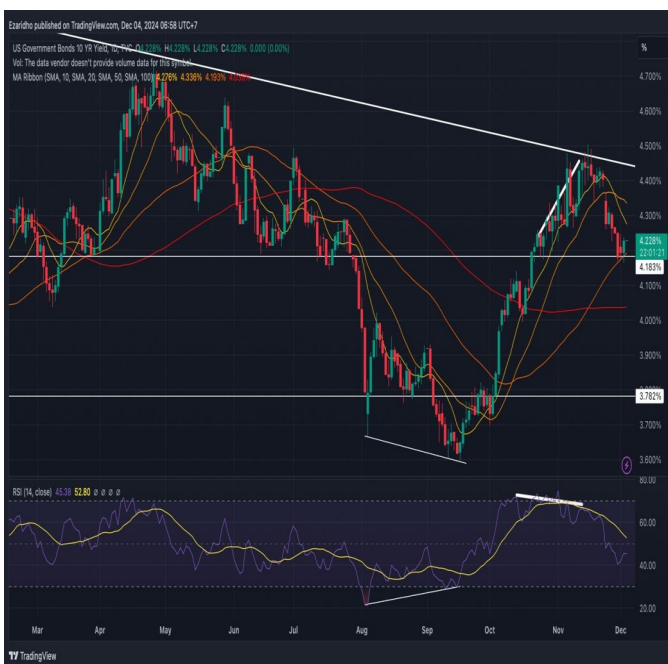 Ezaridho published on TradingView.com, Dec 04, 2024 06:58 UTC+7
US Government Bonds 10 YR Yield, 1D, TVC O4.228% H4.228% L4.228% C4.228% 0.000 (0.00%)
Vol: The data vendor doesn't provide volume data for this symbol.
MA Ribbon (SMA, 10, SMA, 20, SMA, 50, SMA, 100) 4.276% 4.336% 4.193%
%
4.700%
4.600%
4.500%
4.400%
4.300%
4.228%
22:01:21
4.183%
4.100%
4.000%
3.900%
3.782%
3.700%
3.600%
RSI (14, close) 45.38 52.80 ø ø ø ø
80.00
60.00
40.00
20.00
Mar Apr May Jun Jul Aug Sep Oct Nov Dec
TradingView